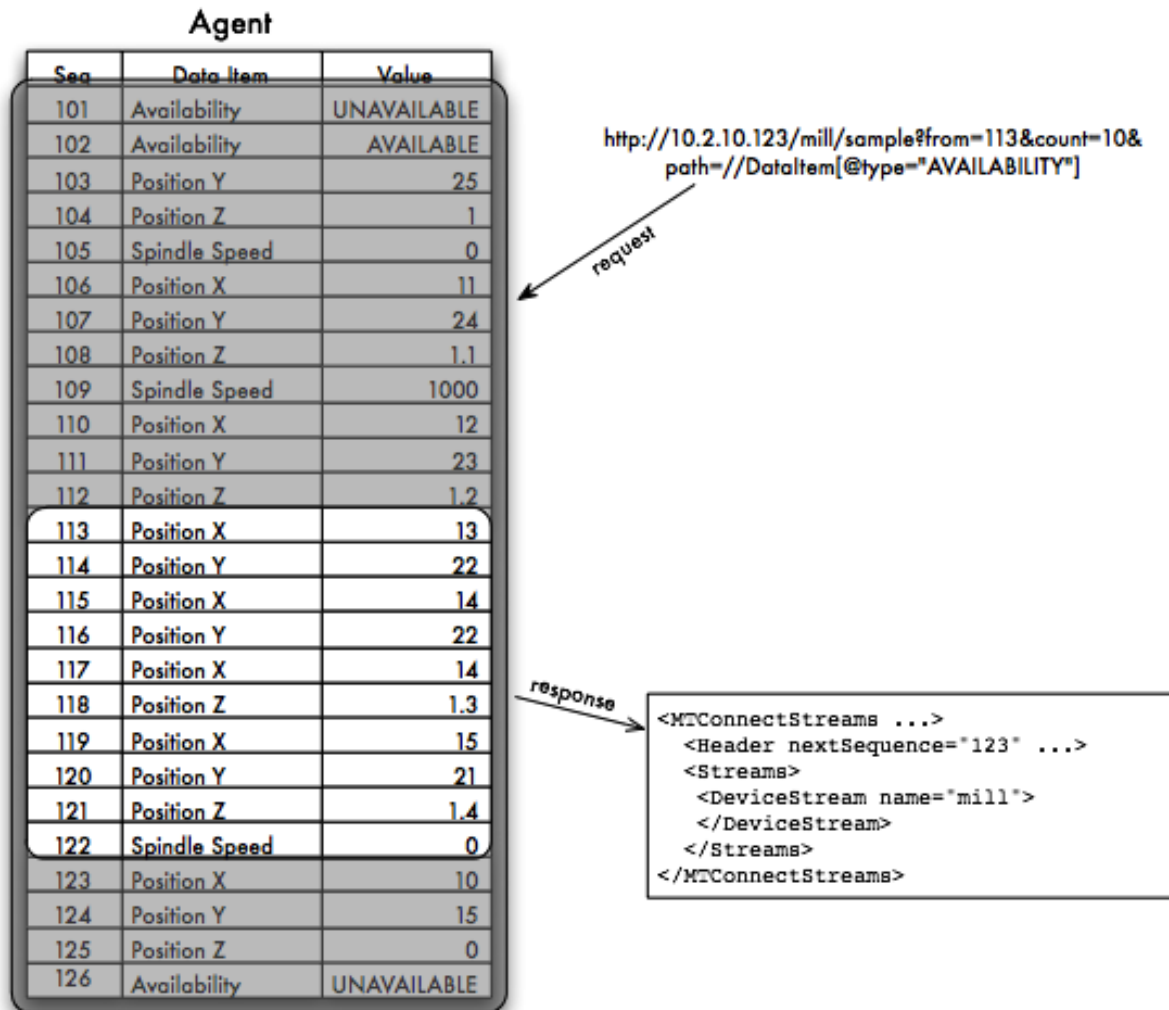 Agent
Seq Data Item Value
101 Availability UNAVAILABLE
102 Availability AVAILABLE
103 Position Y 25
104 Position Z 1
105 Spindle Speed 0
106 Position X 11
107 Position Y 24
108 Position Z 1.1
109 Spindle Speed 1000
110 Position X 12
111 Position Y 23
112 Position Z 1.2
113 Position X 13
114 Position Y 22
115 Position X 14
116 Position Y 22
117 Position X 14
118 Position Z 1.3
119 Position X 15
120 Position Y 21
121 Position Z 1.4
122 Spindle Speed 0
123 Position X 10
124 Position Y 15
125 Position Z 0
126 Availability UNAVAILABLE
http://10.2.10.123/mill/sample?from=113&count=10&
path=//DataItem[@type="AVAILABILITY"]
request
response
<MTConnectStreams ...>
<Header nextSequence="123" ...>
<Streams>
<DeviceStream name="mill">
</DeviceStream>
</Streams>
</MTConnectStreams>